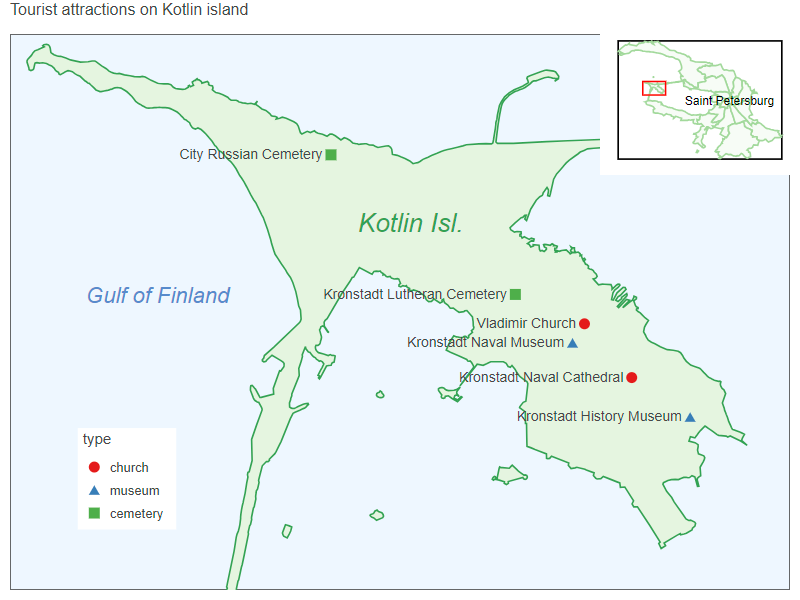 Tourist attractions on Kotlin island
Saint Petersburg
City Russian Cemetery
Kotlin Isl.
Gulf of Finland
Kronstadt Lutheran Cemetery
Vladimir Church
Kronstadt Naval Museum
Kronstadt Naval Cathedral
Kronstadt History Museum
type
church
museum
cemetery